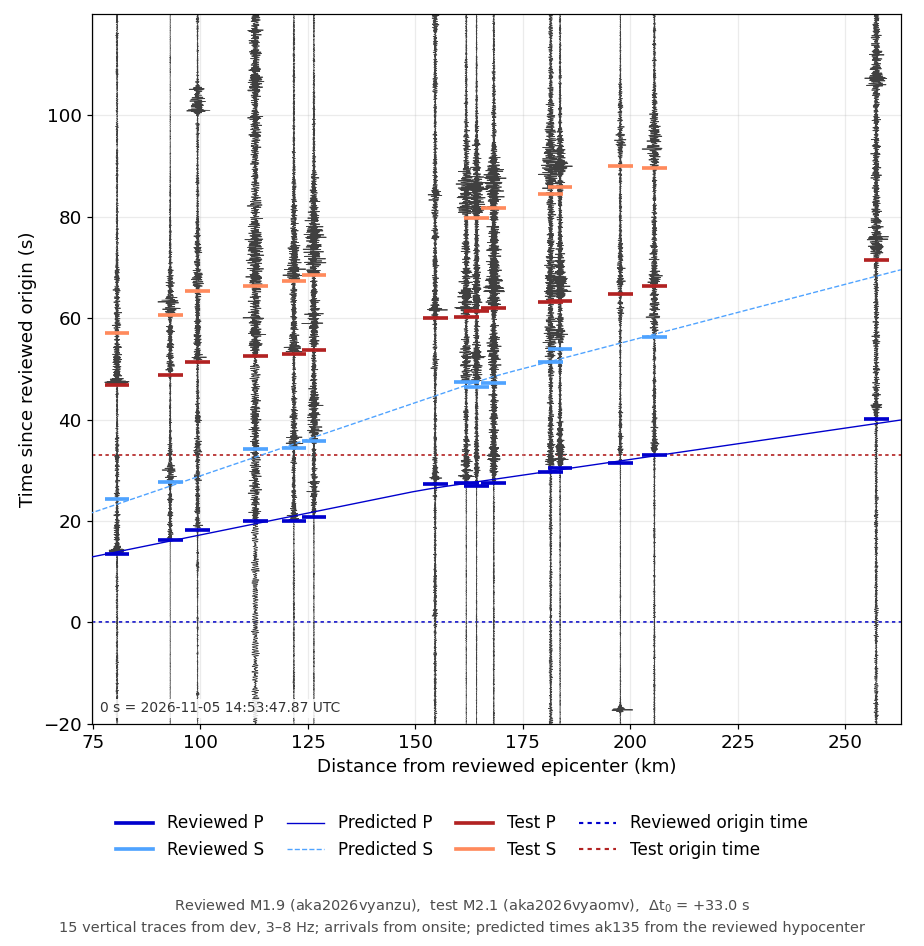 100
80
60
40
20
0
−20
Time since reviewed origin (s)
0 s = 2026-11-05 14:53:47.87 UTC
75 100 125 150 175 200 225 250
Distance from reviewed epicenter (km)
Reviewed P Predicted P Test P Reviewed origin time
Reviewed S Predicted S Test S Test origin time
Reviewed M1.9 (aka2026vyanzu), test M2.1 (aka2026vyaomv), Δt₀ = +33.0 s
15 vertical traces from dev, 3–8 Hz; arrivals from onsite; predicted times ak135 from the reviewed hypocenter